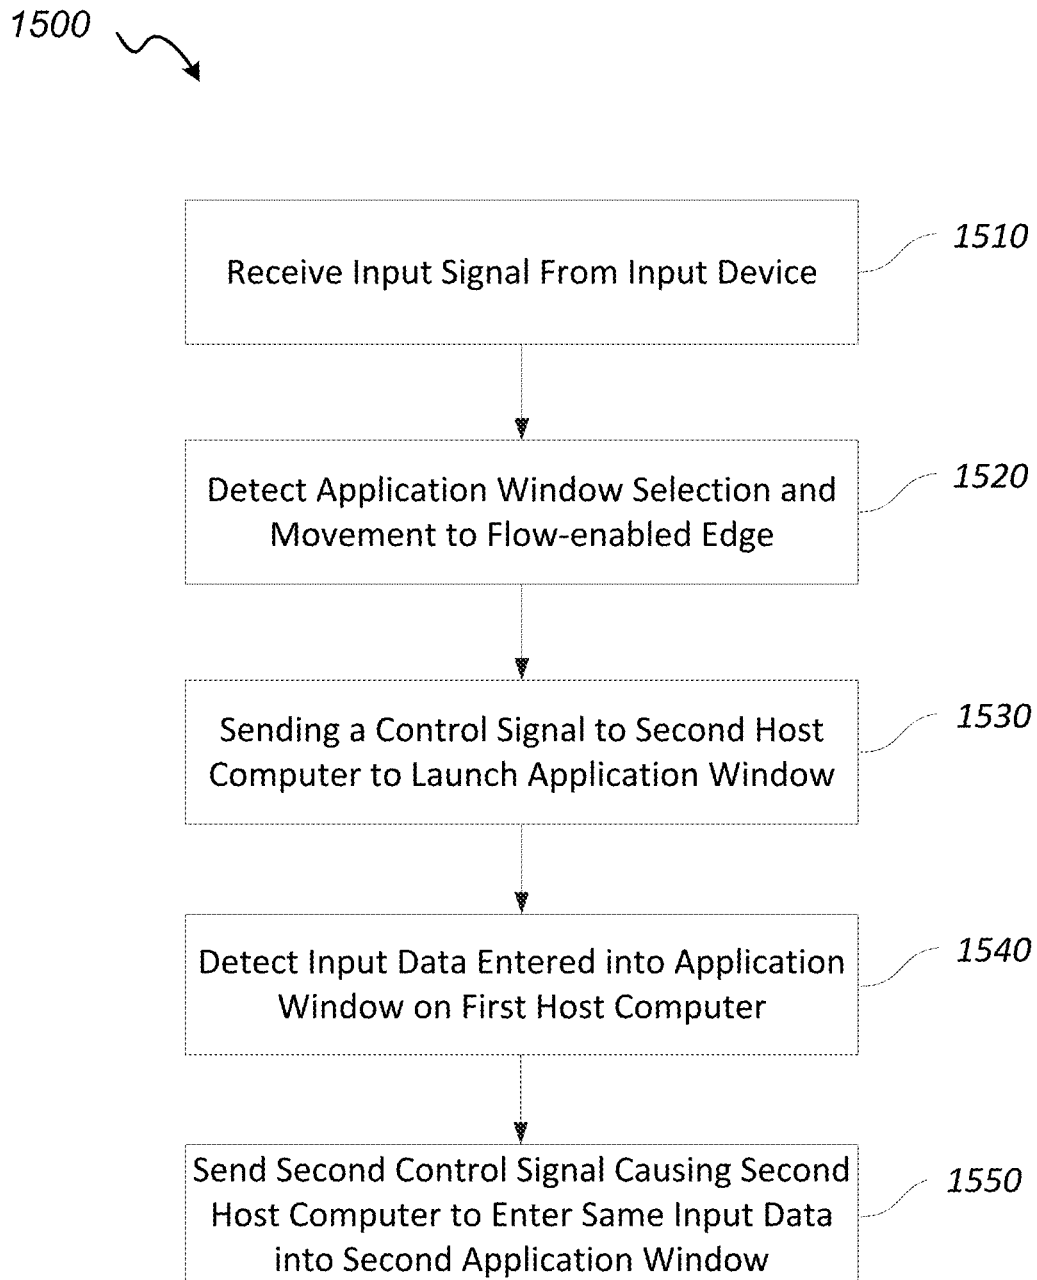 1500
Receive Input Signal From Input Device
1510
Detect Application Window Selection and
Movement to Flow-enabled Edge
1520
Sending a Control Signal to Second Host
Computer to Launch Application Window
1530
Detect Input Data Entered into Application
Window on First Host Computer
1540
Send Second Control Signal Causing Second
Host Computer to Enter Same Input Data
into Second Application Window
1550